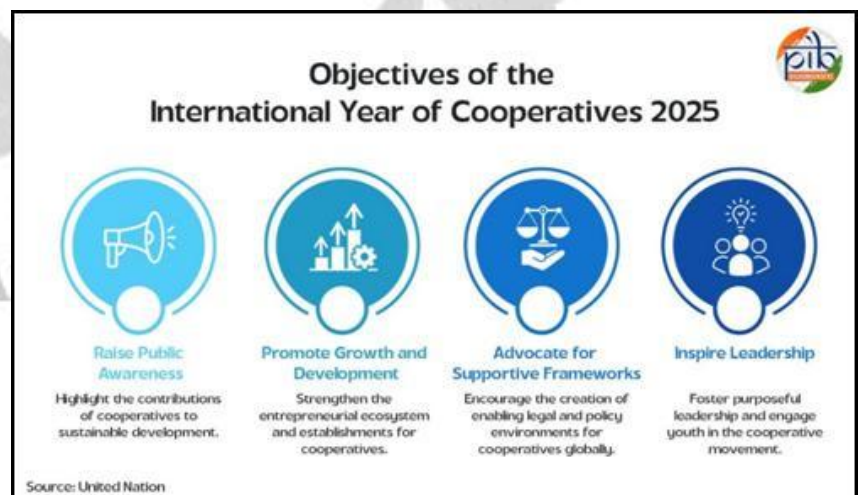 pib
Objectives of the
International Year of Cooperatives 2025
Raise Public
Awareness
Highlight the contributions
of cooperatives to
sustainable development.
Promote Growth and
Development
Strengthen the
entrepreneurial ecosystem
and establishments for
cooperatives.
Advocate for
Supportive Frameworks
Encourage the creation of
enabling legal and policy
environments for
cooperatives globally.
Inspire Leadership
Foster purposeful
leadership and engage
youth in the cooperative
movement.
Source: United Nation